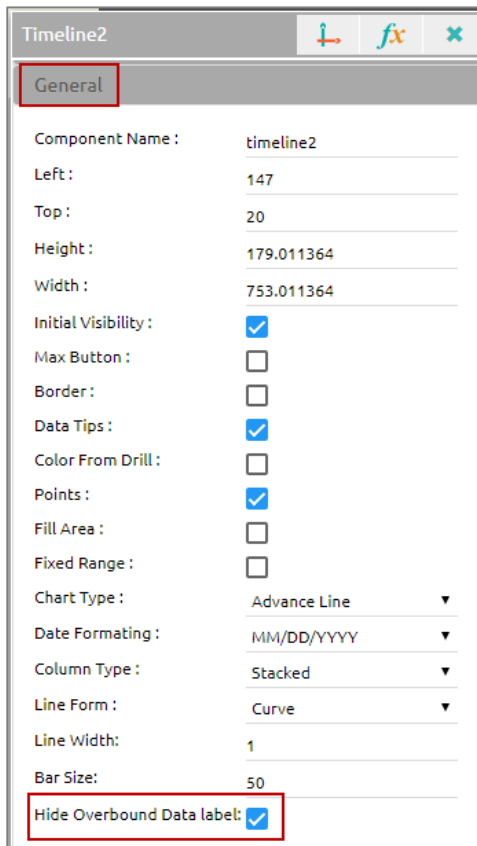 Timeline2 fx
General
Component Name : timeline2
Left : 147
Top : 20
Height : 179.011364
Width : 753.011364
Initial Visibility :
Max Button :
Border :
Data Tips :
Color From Drill :
Points :
Fill Area :
Fixed Range :
Chart Type : Advance Line
Date Formating : MM/DD/YYYY
Column Type : Stacked
Line Form : Curve
Line Width: 1
Bar Size: 50
Hide Overbound Data label: